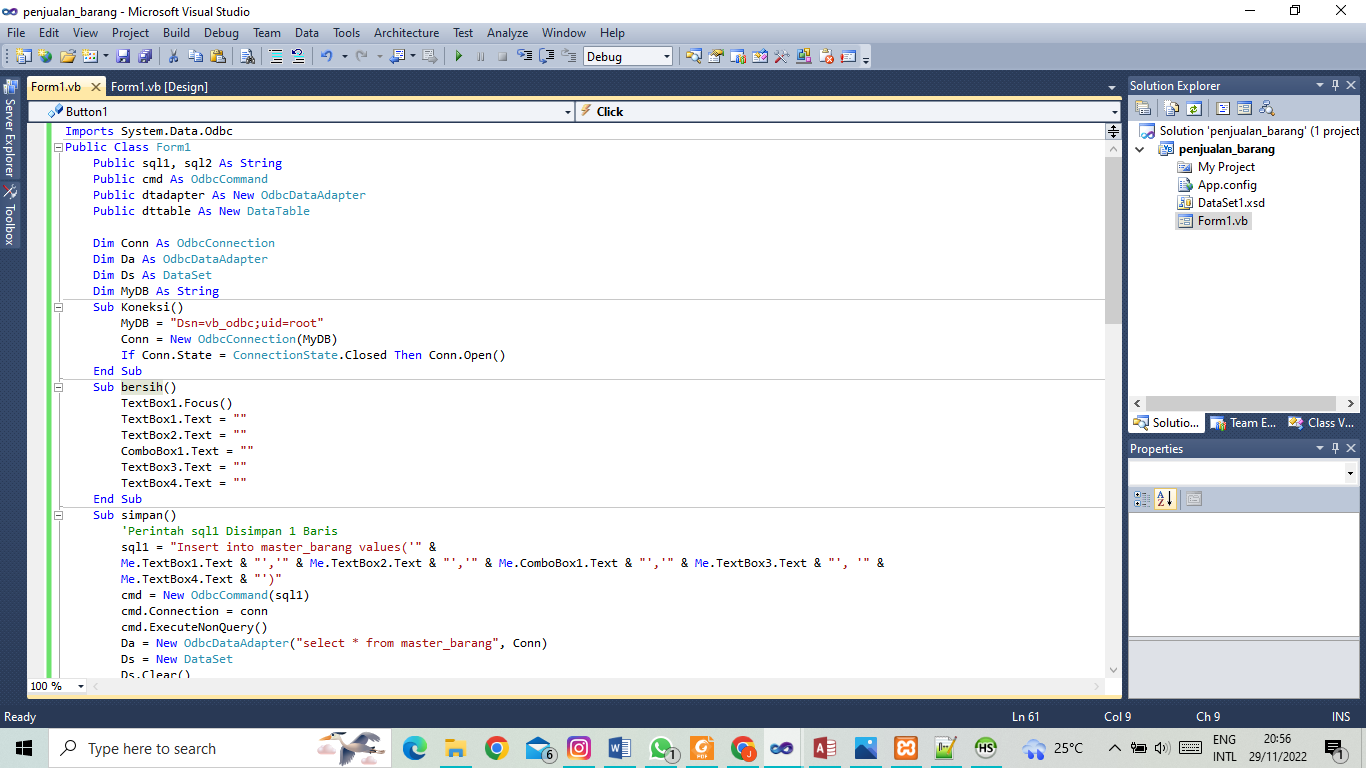 penjualan_barang - Microsoft Visual Studio
File Edit View Project Build Debug Team Data Tools Architecture Test Analyze Window Help
Debug
Form1.vb Form1.vb [Design]
Button1 Click
Server Explorer
Toolbox
Imports System.Data.Odbc
Public Class Form1
Public sql1, sql2 As String
Public cmd As OdbcCommand
Public dtadapter As New OdbcDataAdapter
Public dttable As New DataTable
Dim Conn As OdbcConnection
Dim Da As OdbcDataAdapter
Dim Ds As DataSet
Dim MyDB As String
Sub Koneksi()
MyDB = "Dsn=vb_odbc;uid=root"
Conn = New OdbcConnection(MyDB)
If Conn.State = ConnectionState.Closed Then Conn.Open()
End Sub
Sub bersih()
TextBox1.Focus()
TextBox1.Text = ""
TextBox2.Text = ""
ComboBox1.Text = ""
TextBox3.Text = ""
TextBox4.Text = ""
End Sub
Sub simpan()
'Perintah sql1 Disimpan 1 Baris
sql1 = "Insert into master_barang values('" &
Me.TextBox1.Text & "','" & Me.TextBox2.Text & "','" & Me.ComboBox1.Text & "','" & Me.TextBox3.Text & "', '" &
Me.TextBox4.Text & "')"
cmd = New OdbcCommand(sql1)
cmd.Connection = conn
cmd.ExecuteNonQuery()
Da = New OdbcDataAdapter("select * from master_barang", Conn)
Ds = New DataSet
Ds.Clear()
100 %
Solution Explorer
Solution 'penjualan_barang' (1 project
penjualan_barang
My Project
App.config
DataSet1.xsd
Form1.vb
Solutio... Team E... Class V...
Properties
Ready Ln 61 Col 9 Ch 9 INS
Type here to search
6
1
25°C
ENG
INTL
20:56
29/11/2022
1